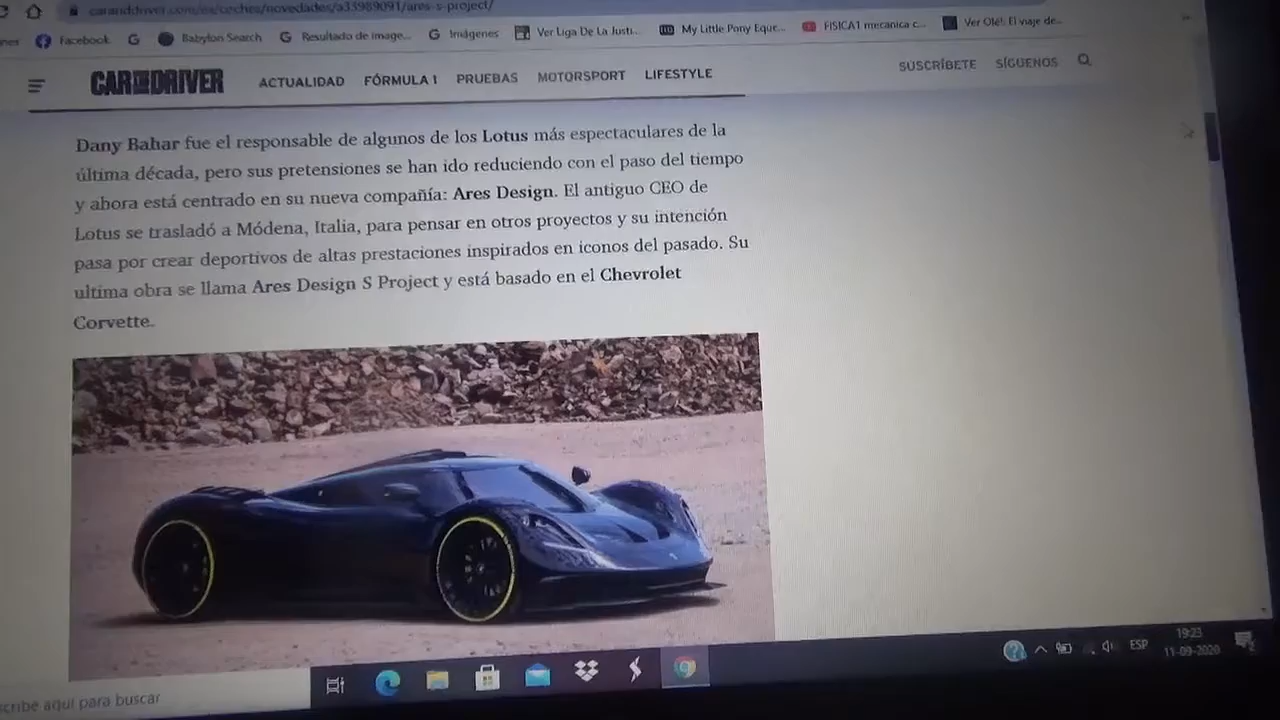 caranddriver.com/es/coches/novedades/a33989091/ares-s-project/
Facebook
Babylon Search
Resultado de image...
Imágenes
Ver Liga De La Justi...
My Little Pony Eque...
FISICA1 mecanica c...
Ver Olé!: El viaje de...
CAR AND DRIVER
ACTUALIDAD
FÓRMULA 1
PRUEBAS
MOTORSPORT
LIFESTYLE
SUSCRÍBETE
SÍGUENOS
Dany Bahar fue el responsable de algunos de los Lotus más espectaculares de la
última década, pero sus pretensiones se han ido reduciendo con el paso del tiempo
y ahora está centrado en su nueva compañía: Ares Design. El antiguo CEO de
Lotus se trasladó a Módena, Italia, para pensar en otros proyectos y su intención
pasa por crear deportivos de altas prestaciones inspirados en iconos del pasado. Su
ultima obra se llama Ares Design S Project y está basado en el Chevrolet
Corvette.
scribe aquí para buscar
ESP
19:23
11-09-2020